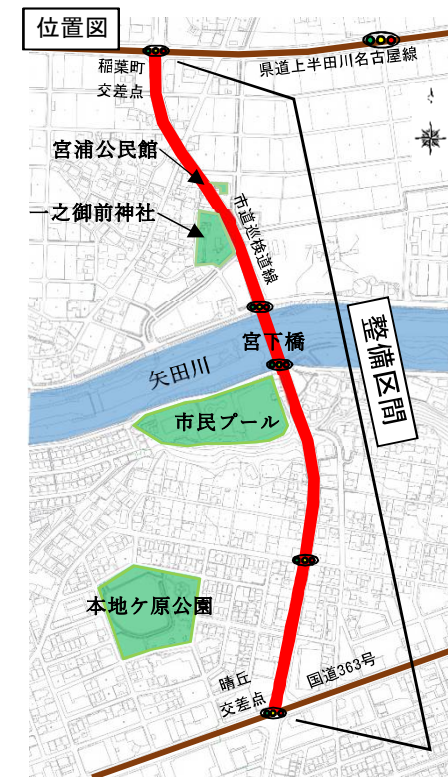 位置図
稲葉町
交差点
県道上半田川名古屋線
宮浦公民館
一之御前神社
市道巡検道線
宮下橋
整備区間
矢田川
市民プール
本地ケ原公園
晴丘
交差点
国道363号